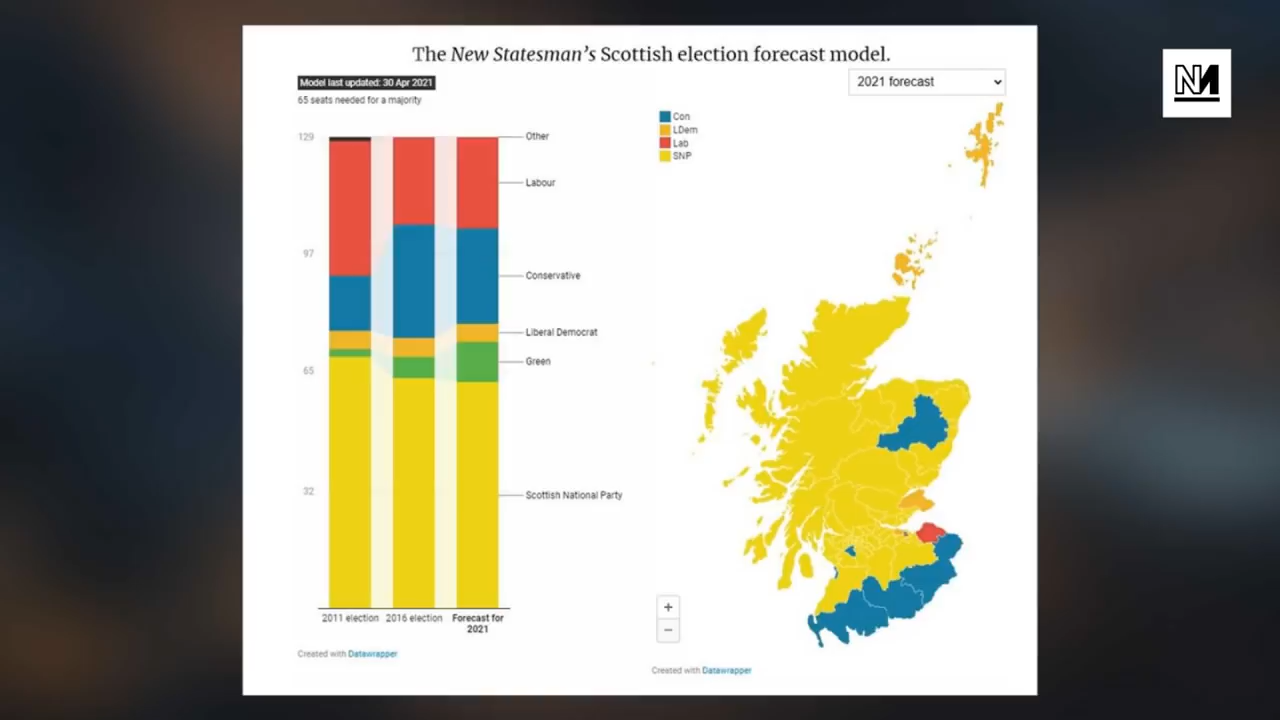 The New Statesman's Scottish election forecast model.
Model last updated: 30 Apr 2021
65 seats needed for a majority
2021 forecast
NM
129
97
65
32
Other
Labour
Conservative
Liberal Democrat
Green
Scottish National Party
2011 election
2016 election
Forecast for
2021
Created with Datawrapper
Con
LDem
Lab
SNP
+
−
Created with Datawrapper